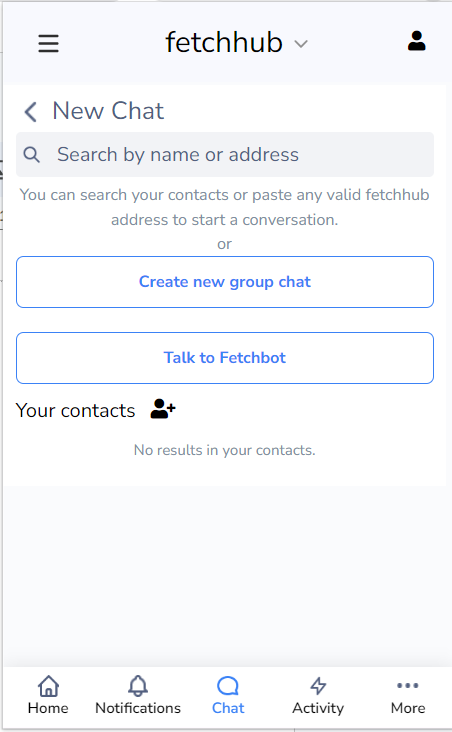 fetchhub
New Chat
Search by name or address
You can search your contacts or paste any valid fetchhub
address to start a conversation.
or
Create new group chat
Talk to Fetchbot
Your contacts
No results in your contacts.
Home
Notifications
Chat
Activity
More